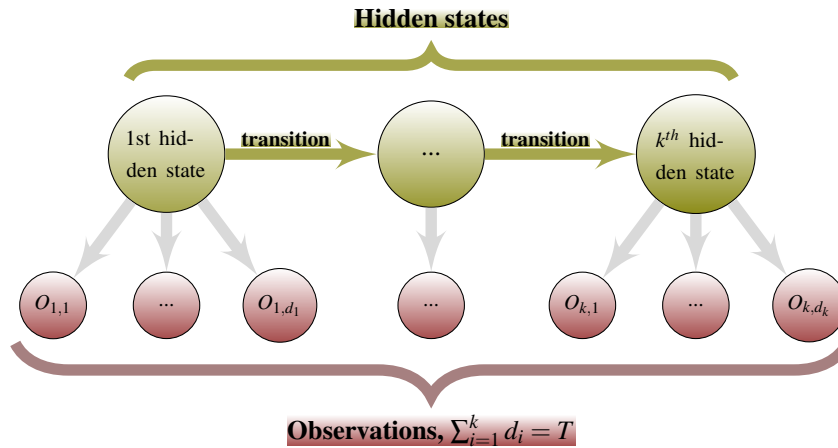 Hidden states
1st hid-
den state
transition
...
transition
k^{th} hid-
den state
O_{1,1}
...
O_{1,d_1}
...
O_{k,1}
...
O_{k,d_k}
Observations, \sum_{i=1}^{k} d_i = T